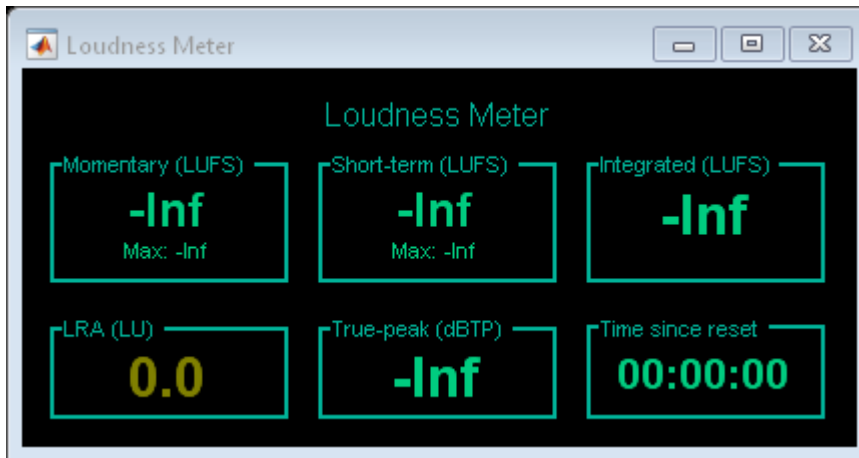 Loudness Meter
Loudness Meter
Momentary (LUFS) Short-term (LUFS) Integrated (LUFS)
-Inf -Inf -Inf
Max: -Inf Max: -Inf
LRA (LU) True-peak (dBTP) Time since reset
0.0 -Inf 00:00:00